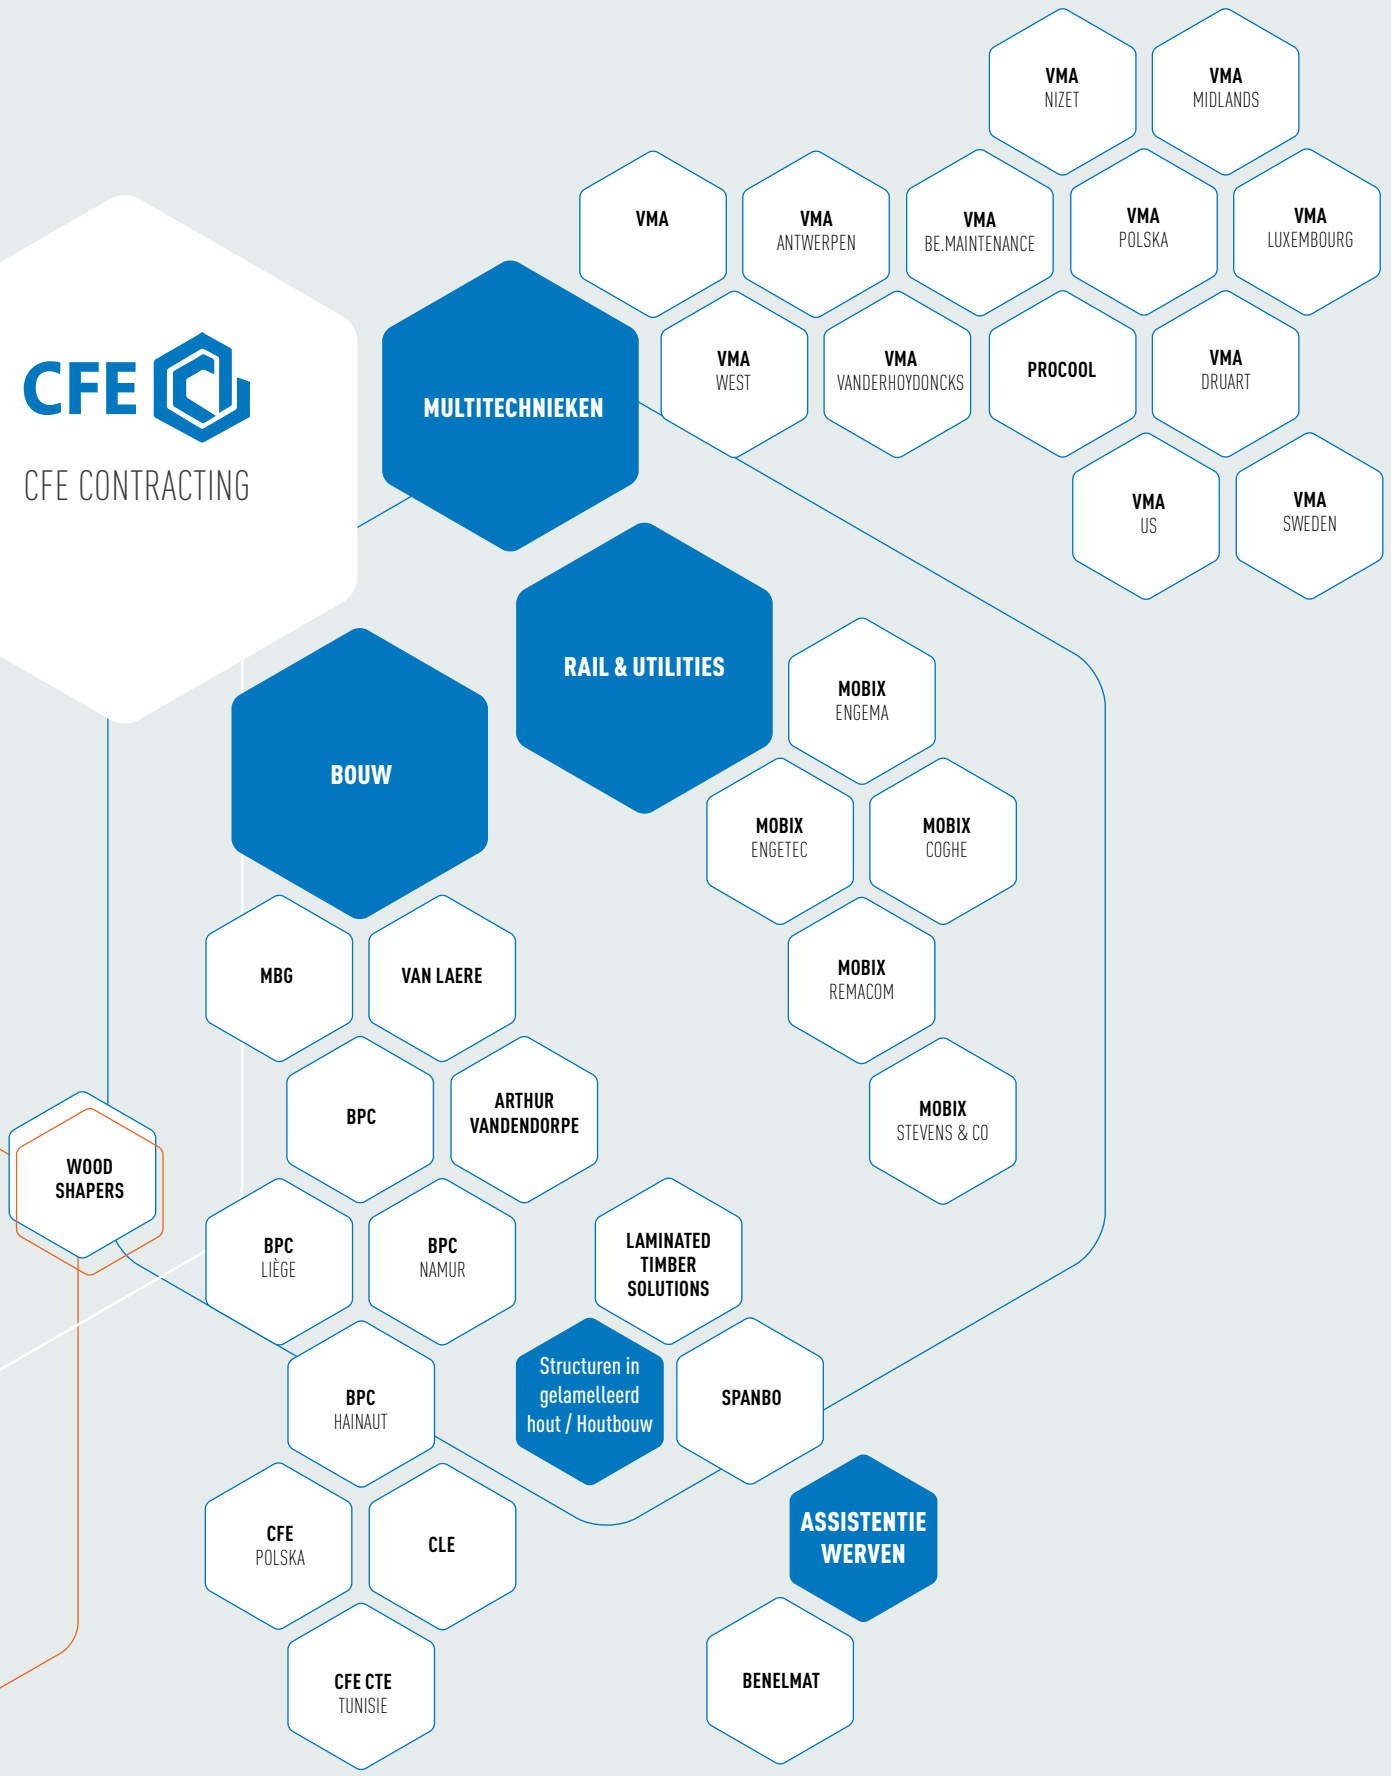 VMA
NIZET
VMA
MIDLANDS
VMA
VMA
ANTWERPEN
VMA
BE.MAINTENANCE
VMA
POLSKA
VMA
LUXEMBOURG
VMA
WEST
VMA
VANDERHOYDONCKS
PROCOOL
VMA
DRUART
VMA
US
VMA
SWEDEN
CFE
CFE CONTRACTING
MULTITECHNIEKEN
RAIL & UTILITIES
MOBIX
ENGEMA
MOBIX
ENGETEC
MOBIX
COGHE
MOBIX
REMACOM
MOBIX
STEVENS & CO
BOUW
MBG
VAN LAERE
BPC
ARTHUR
VANDENDORPE
WOOD
SHAPERS
BPC
LIÈGE
BPC
NAMUR
BPC
HAINAUT
CFE
POLSKA
CLE
CFE CTE
TUNISIE
LAMINATED
TIMBER
SOLUTIONS
Structuren in
gelamelleerd
hout / Houtbouw
SPANBO
ASSISTENTIE
WERVEN
BENELMAT